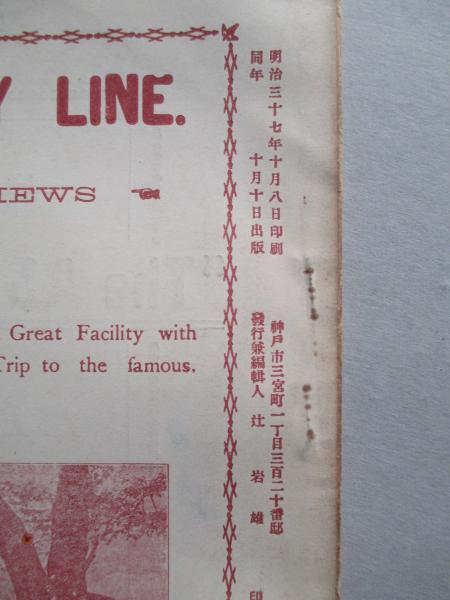 Y LINE.
IEWS
Great Facility with
Trip to the famous.
明治三十七年十月八日印刷
同年 十月十日出版
神戸市三宮町一丁目三百二十番邸
發行兼編輯人 辻 岩雄
印